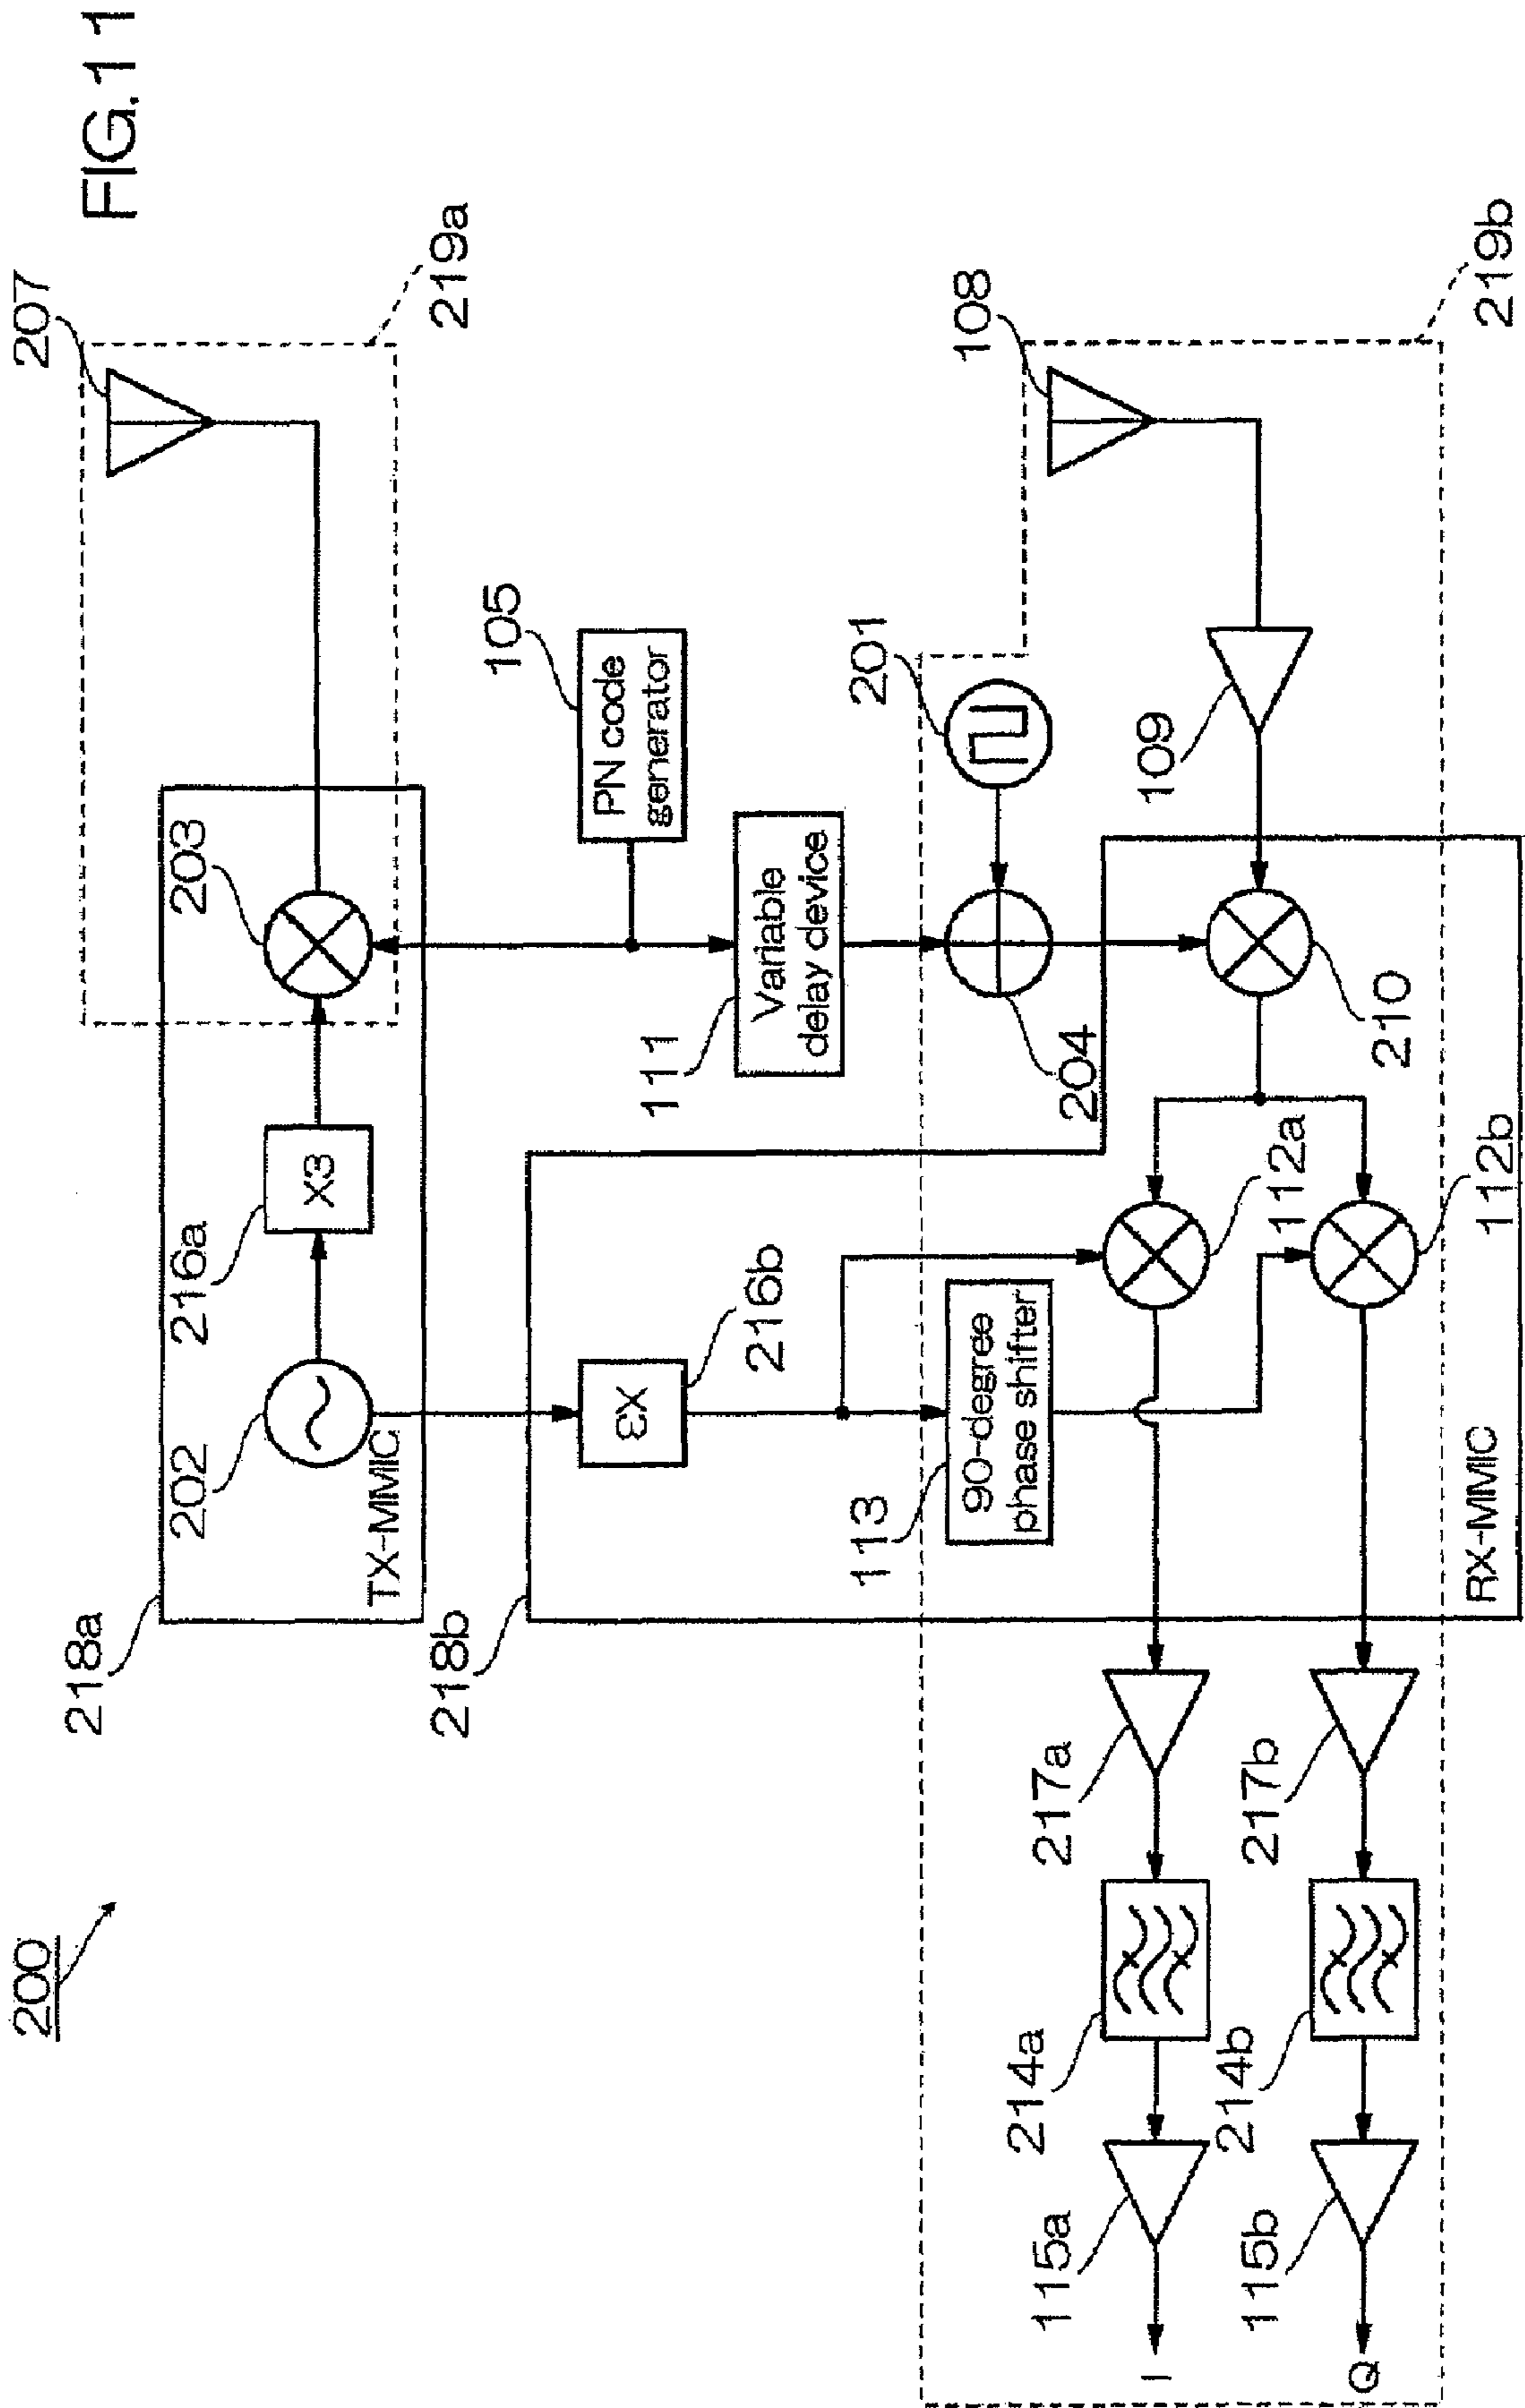 FIG.11
200
207
219a
218a
202
216a
203
X3
TX-MMIC
105
PN code
generator
218b
216b
X3
111
Variable
delay device
201
108
113
90-degree
phase shifter
204
109
217a
112a
210
214a
115a
I
217b
112b
219b
214b
115b
Q
RX-MMIC